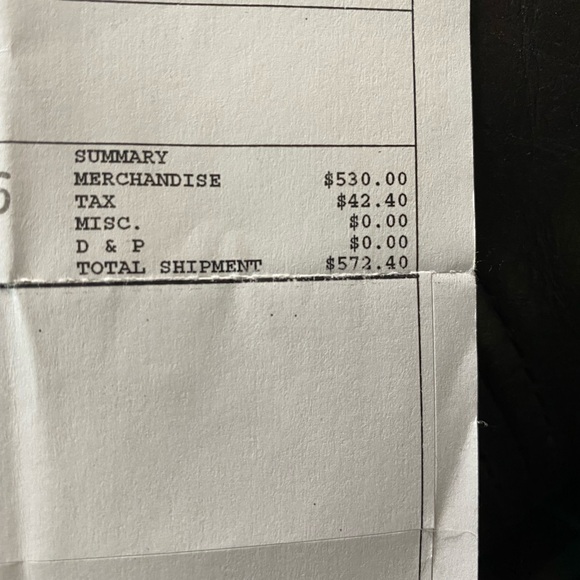 SUMMARY
MERCHANDISE $530.00
TAX $42.40
MISC. $0.00
D & P $0.00
TOTAL SHIPMENT $572.40